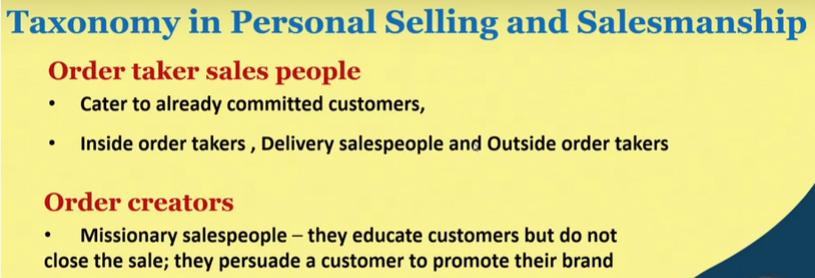 Taxonomy in Personal Selling and Salesmanship
Order taker sales people
• Cater to already committed customers,
• Inside order takers , Delivery salespeople and Outside order takers
Order creators
• Missionary salespeople – they educate customers but do not
close the sale; they persuade a customer to promote their brand